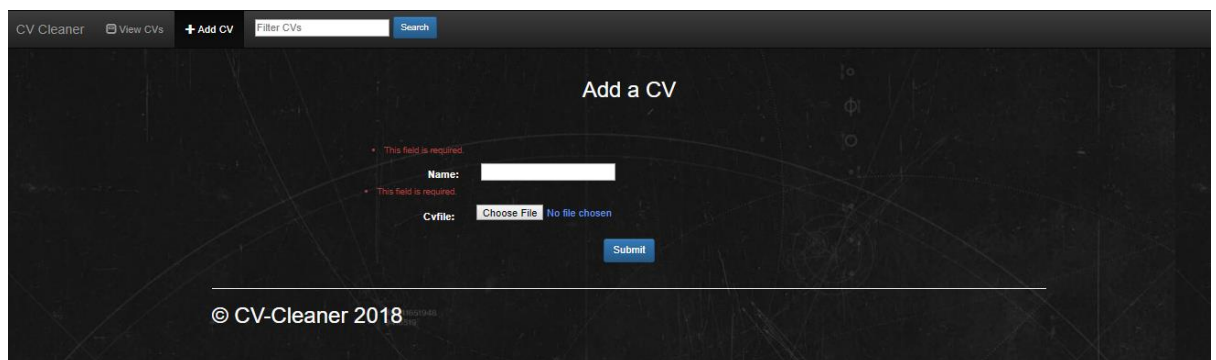 CV Cleaner View CVs Add CV Filter CVs Search
Add a CV
This field is required.
Name:
This field is required.
Cvfile: Choose File No file chosen
Submit
© CV-Cleaner 2018